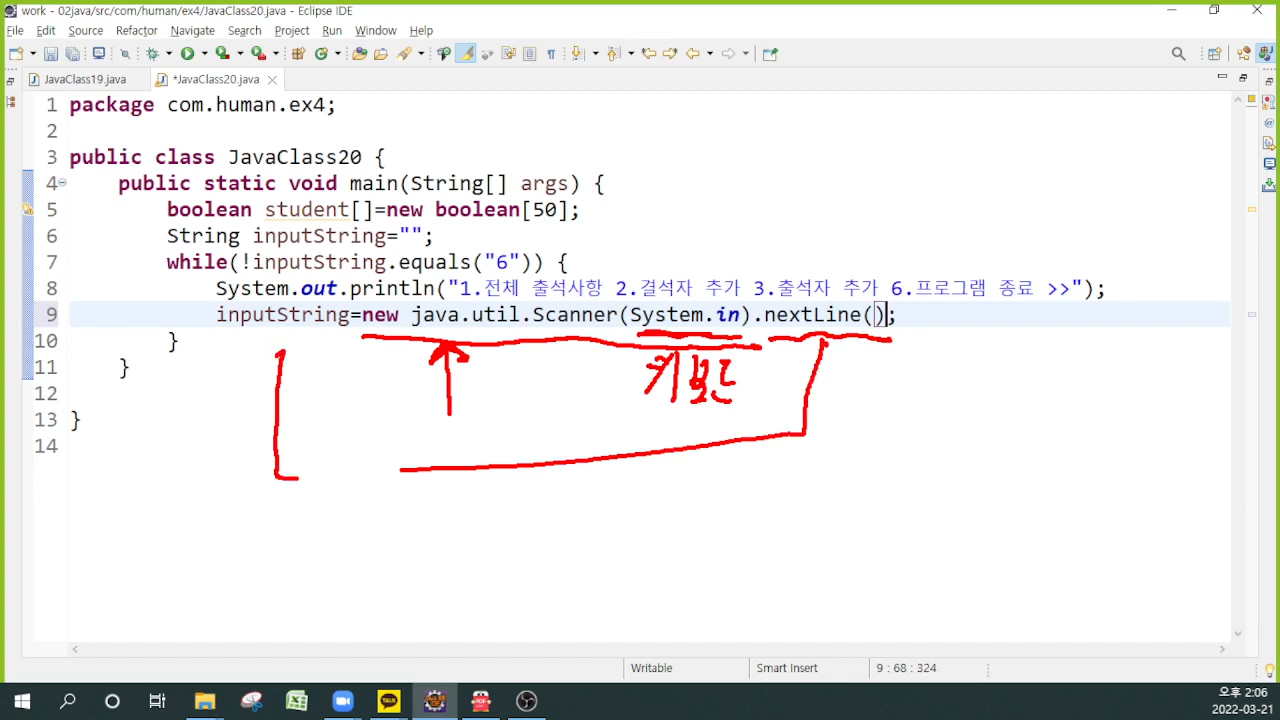 work - 02java/src/com/human/ex4/JavaClass20.java - Eclipse IDE
File Edit Source Refactor Navigate Search Project Run Window Help
JavaClass19.java *JavaClass20.java
1 package com.human.ex4;
2
3 public class JavaClass20 {
4 public static void main(String[] args) {
5 boolean student[]=new boolean[50];
6 String inputString="";
7 while(!inputString.equals("6")) {
8 System.out.println("1.전체 출석사항 2.결석자 추가 3.출석자 추가 6.프로그램 종료 >>");
9 inputString=new java.util.Scanner(System.in).nextLine();
10 }
키보드
11 }
12
13 }
14
Writable Smart Insert 9 : 68 : 324
TALK
PDF
오후 2:06
2022-03-21